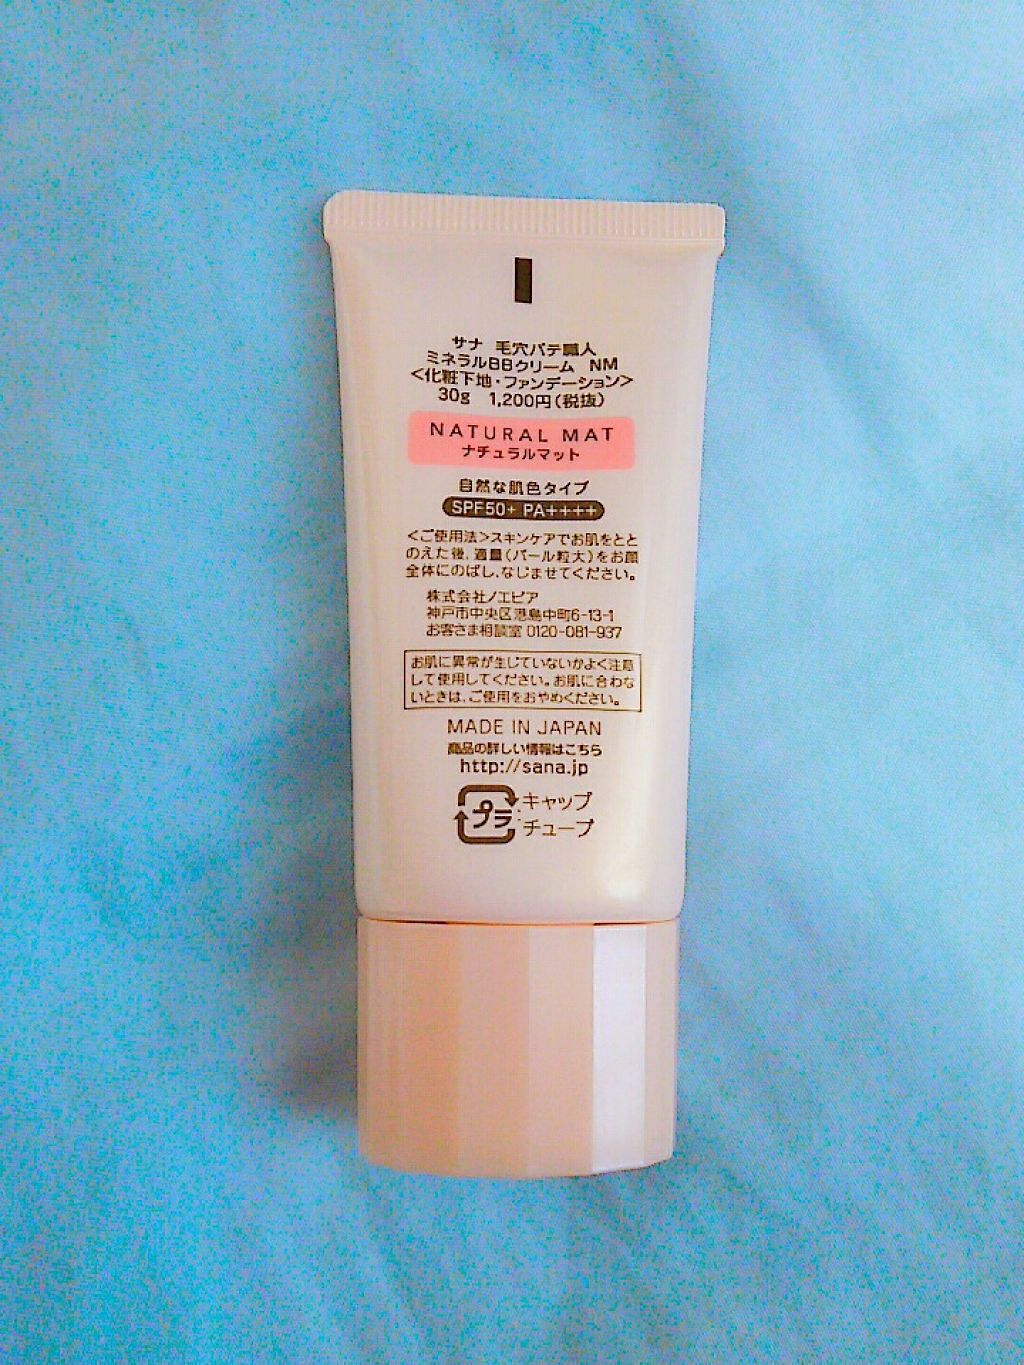 サナ 毛穴パテ職人
ミネラルBBクリーム NM
<化粧下地・ファンデーション>
30g 1,200円(税抜)
NATURAL MAT
ナチュラルマット
自然な肌色タイプ
SPF50+ PA++++
<ご使用法>スキンケアでお肌をとと
のえた後、適量(パール粒大)をお顔
全体にのばし、なじませてください。
株式会社ノエビア
神戸市中央区港島中町6-13-1
お客さま相談室 0120-081-937
お肌に異常が生じていないかよく注意
して使用してください。お肌に合わな
いときは、ご使用をおやめください。
MADE IN JAPAN
商品の詳しい情報はこちら
http://sana.jp
プラ : キャップ
チューブ